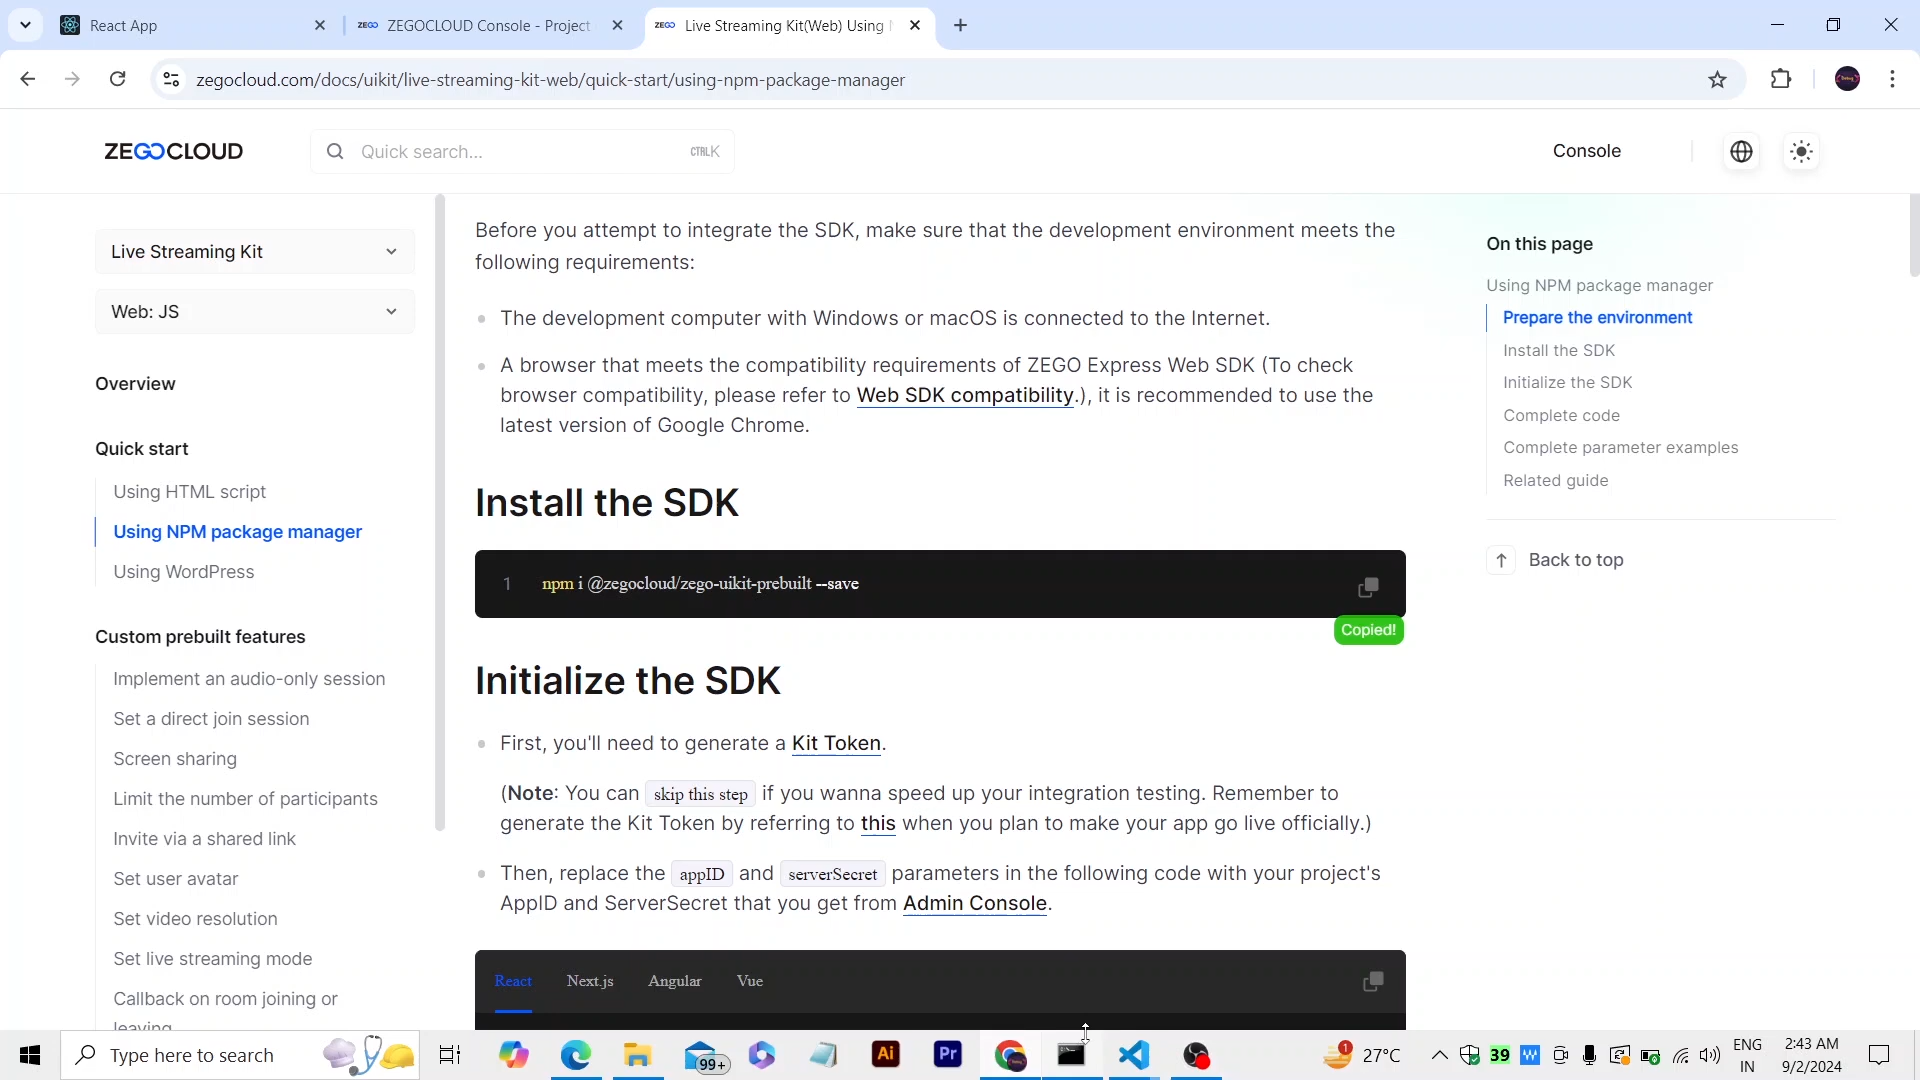 React App
ZEGO ZEGOCLOUD Console - Project
ZEGO Live Streaming Kit(Web) Using
zegocloud.com/docs/uikit/live-streaming-kit-web/quick-start/using-npm-package-manager
ZEGOCLOUD
Quick search...
CTRL K
Console
Live Streaming Kit
Web: JS
Overview
Quick start
Using HTML script
Using NPM package manager
Using WordPress
Custom prebuilt features
Implement an audio-only session
Set a direct join session
Screen sharing
Limit the number of participants
Invite via a shared link
Set user avatar
Set video resolution
Set live streaming mode
Callback on room joining or
leaving
Before you attempt to integrate the SDK, make sure that the development environment meets the
following requirements:
The development computer with Windows or macOS is connected to the Internet.
A browser that meets the compatibility requirements of ZEGO Express Web SDK (To check
browser compatibility, please refer to Web SDK compatibility.), it is recommended to use the
latest version of Google Chrome.
Install the SDK
1 npm i @zegocloud/zego-uikit-prebuilt --save
Copied!
Initialize the SDK
First, you'll need to generate a Kit Token.
(Note: You can skip this step if you wanna speed up your integration testing. Remember to
generate the Kit Token by referring to this when you plan to make your app go live officially.)
Then, replace the appID and serverSecret parameters in the following code with your project's
AppID and ServerSecret that you get from Admin Console.
React Next.js Angular Vue
On this page
Using NPM package manager
Prepare the environment
Install the SDK
Initialize the SDK
Complete code
Complete parameter examples
Related guide
Back to top
Type here to search
99+
Ai
Pr
1
27°C
39
W
ENG
IN
2:43 AM
9/2/2024